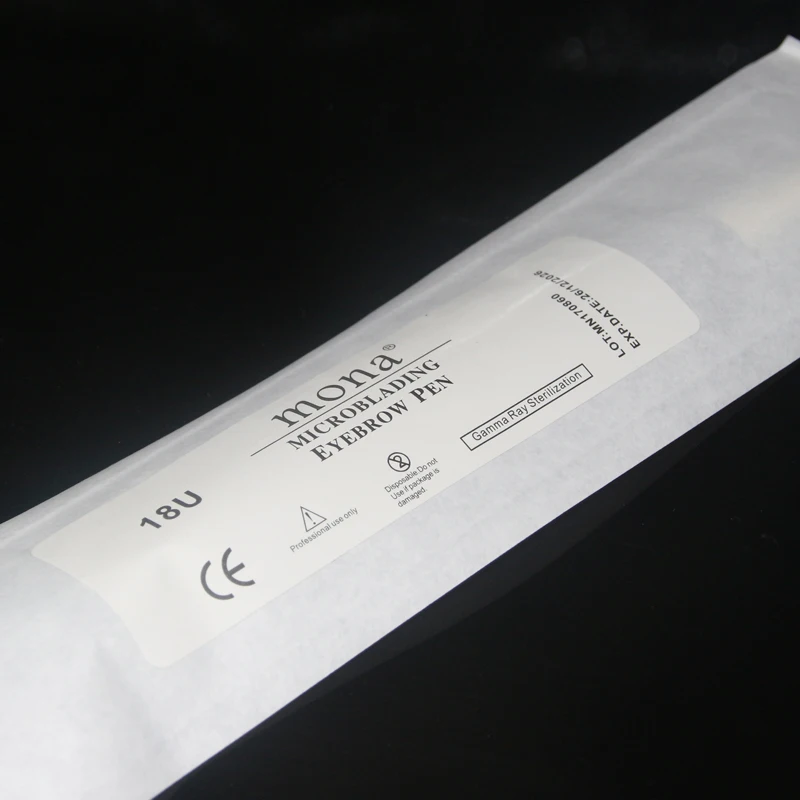 mona®
MICROBLADING
EYEBROW PEN
18U
Professional use only
Disposable.Do not
Use if package is
damaged
Gamma Ray Sterilization
LOT:MN170860
EXP.DATE:26/12/2026
CE